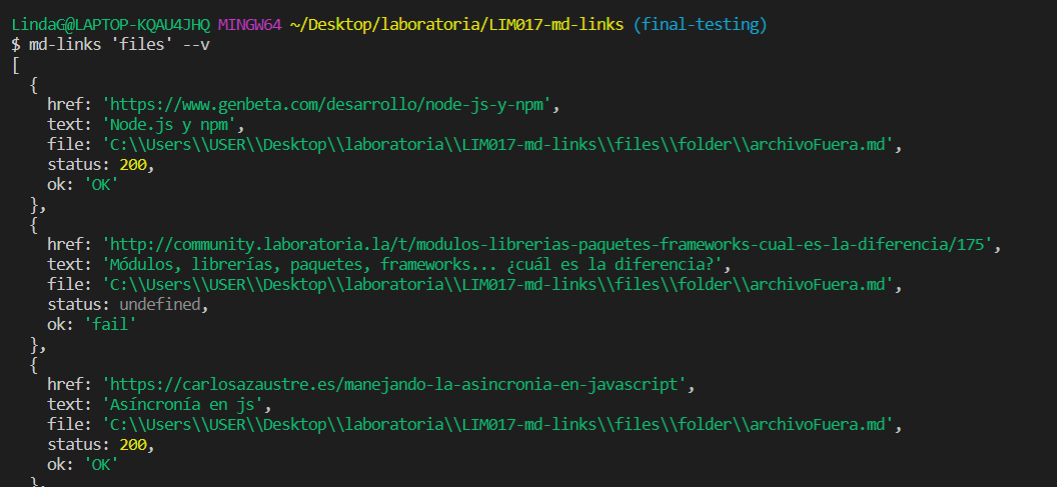 LindaG@LAPTOP-KQAU4JHQ MINGW64 ~/Desktop/laboratoria/LIM017-md-links (final-testing)
$ md-links 'files' --v
[
  {
    href: 'https://www.genbeta.com/desarrollo/node-js-y-npm',
    text: 'Node.js y npm',
    file: 'C:\\Users\\USER\\Desktop\\laboratoria\\LIM017-md-links\\files\\folder\\archivoFuera.md',
    status: 200,
    ok: 'OK'
  },
  {
    href: 'http://community.laboratoria.la/t/modulos-librerias-paquetes-frameworks-cual-es-la-diferencia/175',
    text: 'Módulos, librerías, paquetes, frameworks... ¿cuál es la diferencia?',
    file: 'C:\\Users\\USER\\Desktop\\laboratoria\\LIM017-md-links\\files\\folder\\archivoFuera.md',
    status: undefined,
    ok: 'fail'
  },
  {
    href: 'https://carlosazaustre.es/manejando-la-asincronia-en-javascript',
    text: 'Asíncronía en js',
    file: 'C:\\Users\\USER\\Desktop\\laboratoria\\LIM017-md-links\\files\\folder\\archivoFuera.md',
    status: 200,
    ok: 'OK'
  },